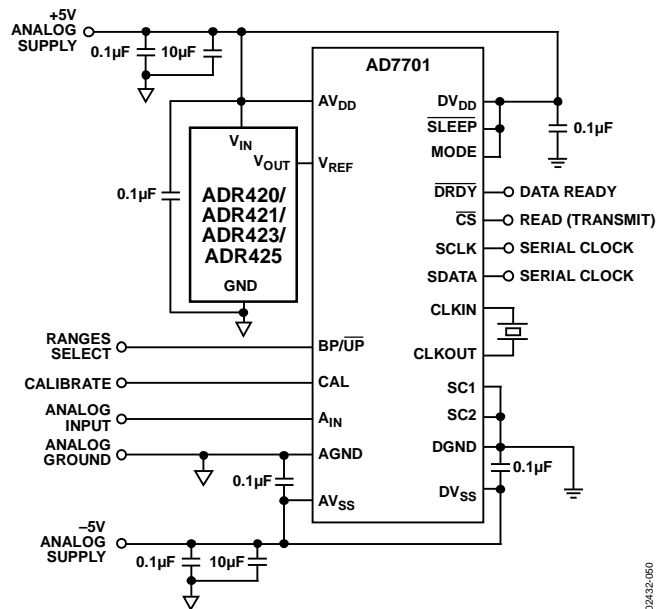 +5V
ANALOG
SUPPLY
0.1µF
10µF
AD7701
AVDD
DVDD
SLEEP
MODE
0.1µF
VIN
VOUT
VREF
0.1µF
ADR420/
ADR421/
ADR423/
ADR425
GND
DRDY
DATA READY
CS
READ (TRANSMIT)
SCLK
SERIAL CLOCK
SDATA
SERIAL CLOCK
CLKIN
CLKOUT
RANGES
SELECT
BP/UP
CALIBRATE
CAL
ANALOG
INPUT
AIN
ANALOG
GROUND
AGND
SC1
SC2
DGND
0.1µF
0.1µF
AVSS
DVSS
–5V
ANALOG
SUPPLY
0.1µF
10µF
02432-050